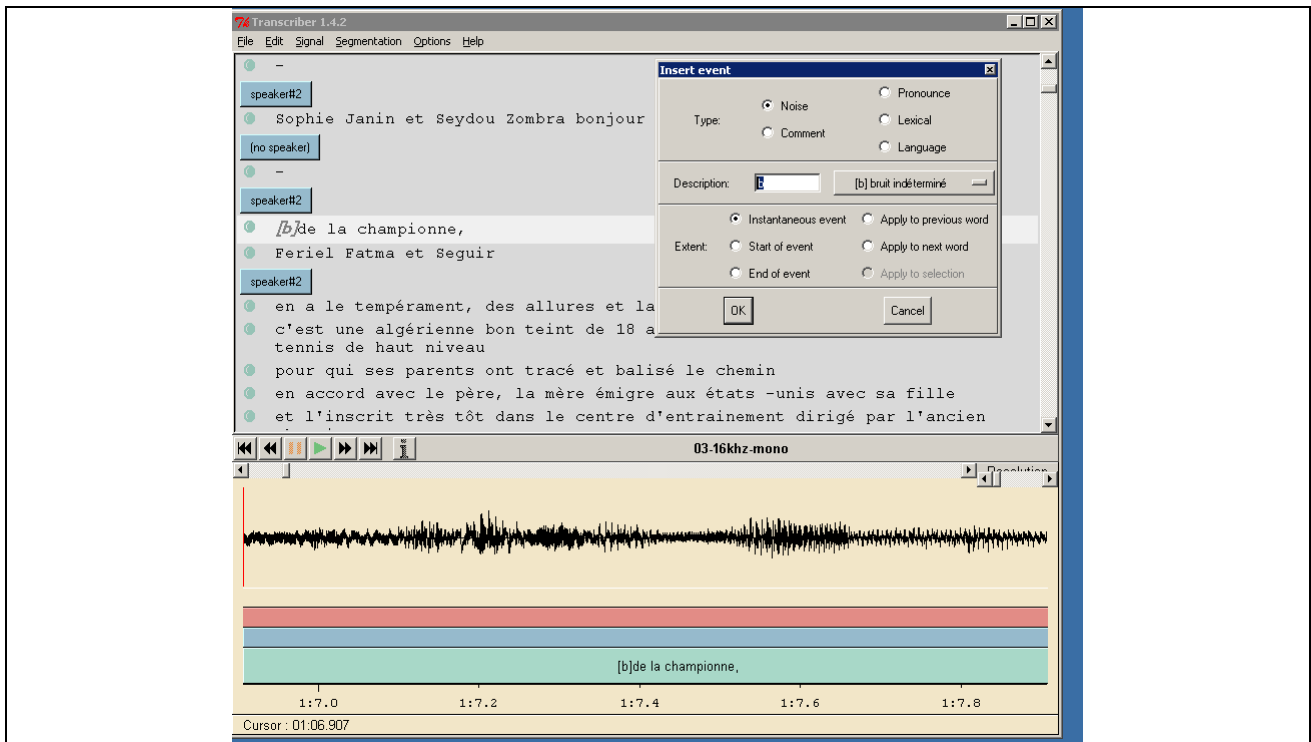 Transcriber 1.4.2
File Edit Signal Segmentation Options Help
–
speaker#2
Sophie Janin et Seydou Zombra bonjour
(no speaker)
–
speaker#2
[b]de la championne,
Feriel Fatma et Seguir
speaker#2
en a le tempérament, des allures et la
c'est une algérienne bon teint de 18 a
tennis de haut niveau
pour qui ses parents ont tracé et balisé le chemin
en accord avec le père, la mère émigre aux états -unis avec sa fille
et l'inscrit très tôt dans le centre d'entrainement dirigé par l'ancien
Insert event
Type:
Noise
Comment
Pronounce
Lexical
Language
Description: b [b] bruit indéterminé
Extent:
Instantaneous event
Start of event
End of event
Apply to previous word
Apply to next word
Apply to selection
OK Cancel
03-16khz-mono
Resolution
[b]de la championne,
1:7.0 1:7.2 1:7.4 1:7.6 1:7.8
Cursor : 01:06.907